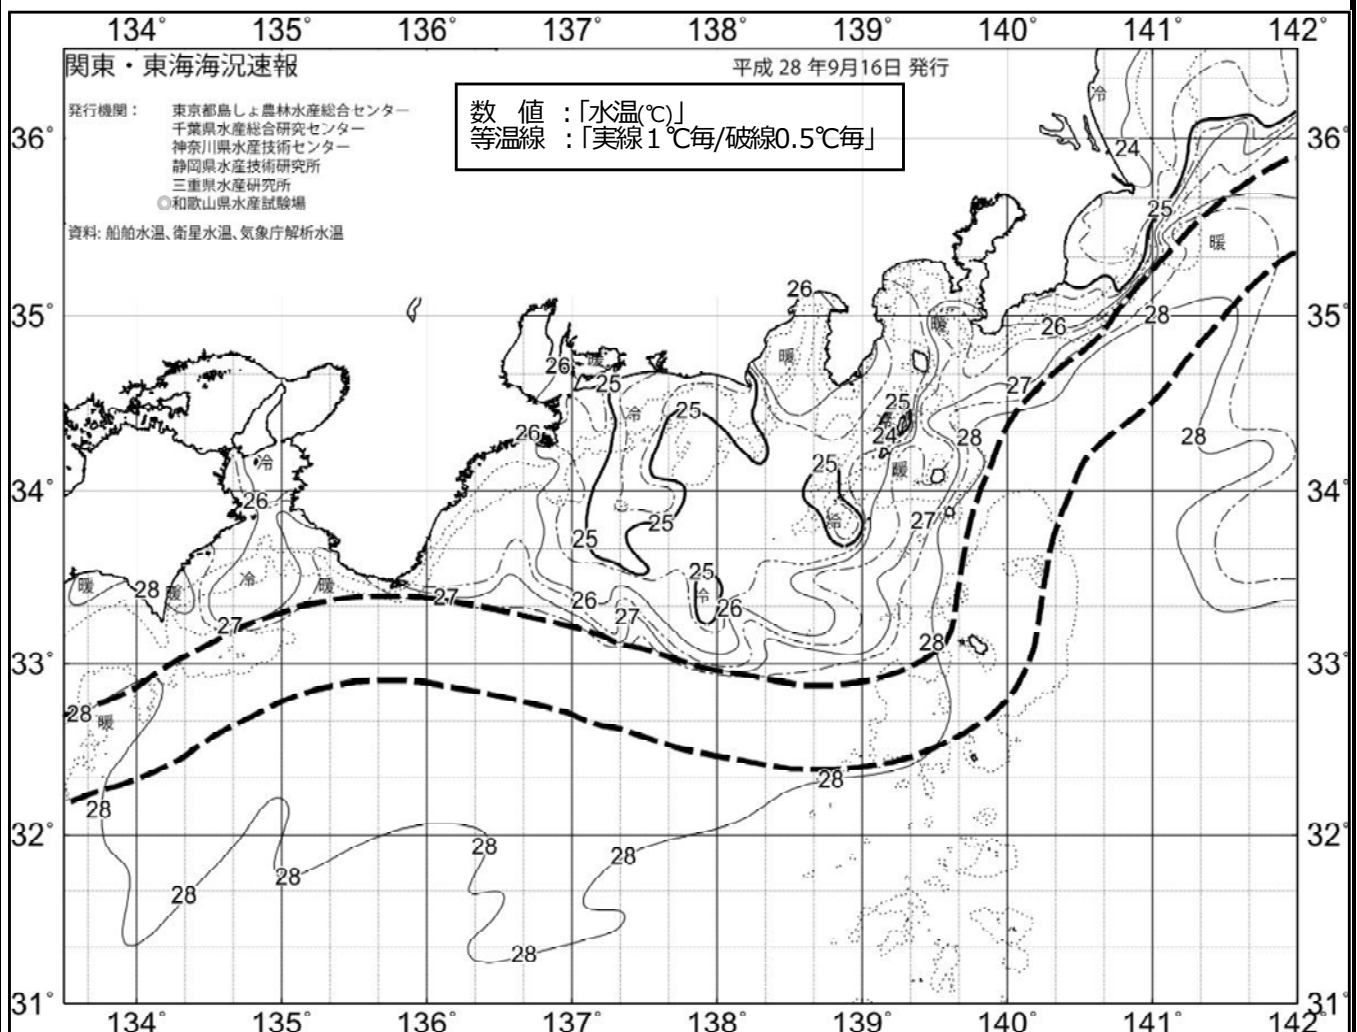 134° 135° 136° 137° 138° 139° 140° 141° 142°
関東・東海海況速報
平成 28 年9月16日 発行
発行機関： 東京都島しょ農林水産総合センター
千葉県水産総合研究センター
神奈川県水産技術センター
静岡県水産技術研究所
三重県水産研究所
◎和歌山県水産試験場
資料: 船舶水温、衛星水温、気象庁解析水温
数 値 ：「水温(℃)」
等温線 ：「実線１℃毎/破線0.5℃毎」
冷
36° 24 36°
25
暖
26
35° 26 28 35°
暖
暖
26 暖
25 27
冷 25 25
26 24 28 28
冷 25 暖
34° 26 34°
25 冷 27
25
暖 28 暖 冷 暖 25
27 26 冷 26
27 27
28
33° 33°
28 暖
28 28
32° 32°
28 28
28 28
28
31° 31°
134° 135° 136° 137° 138° 139° 140° 141° 142°